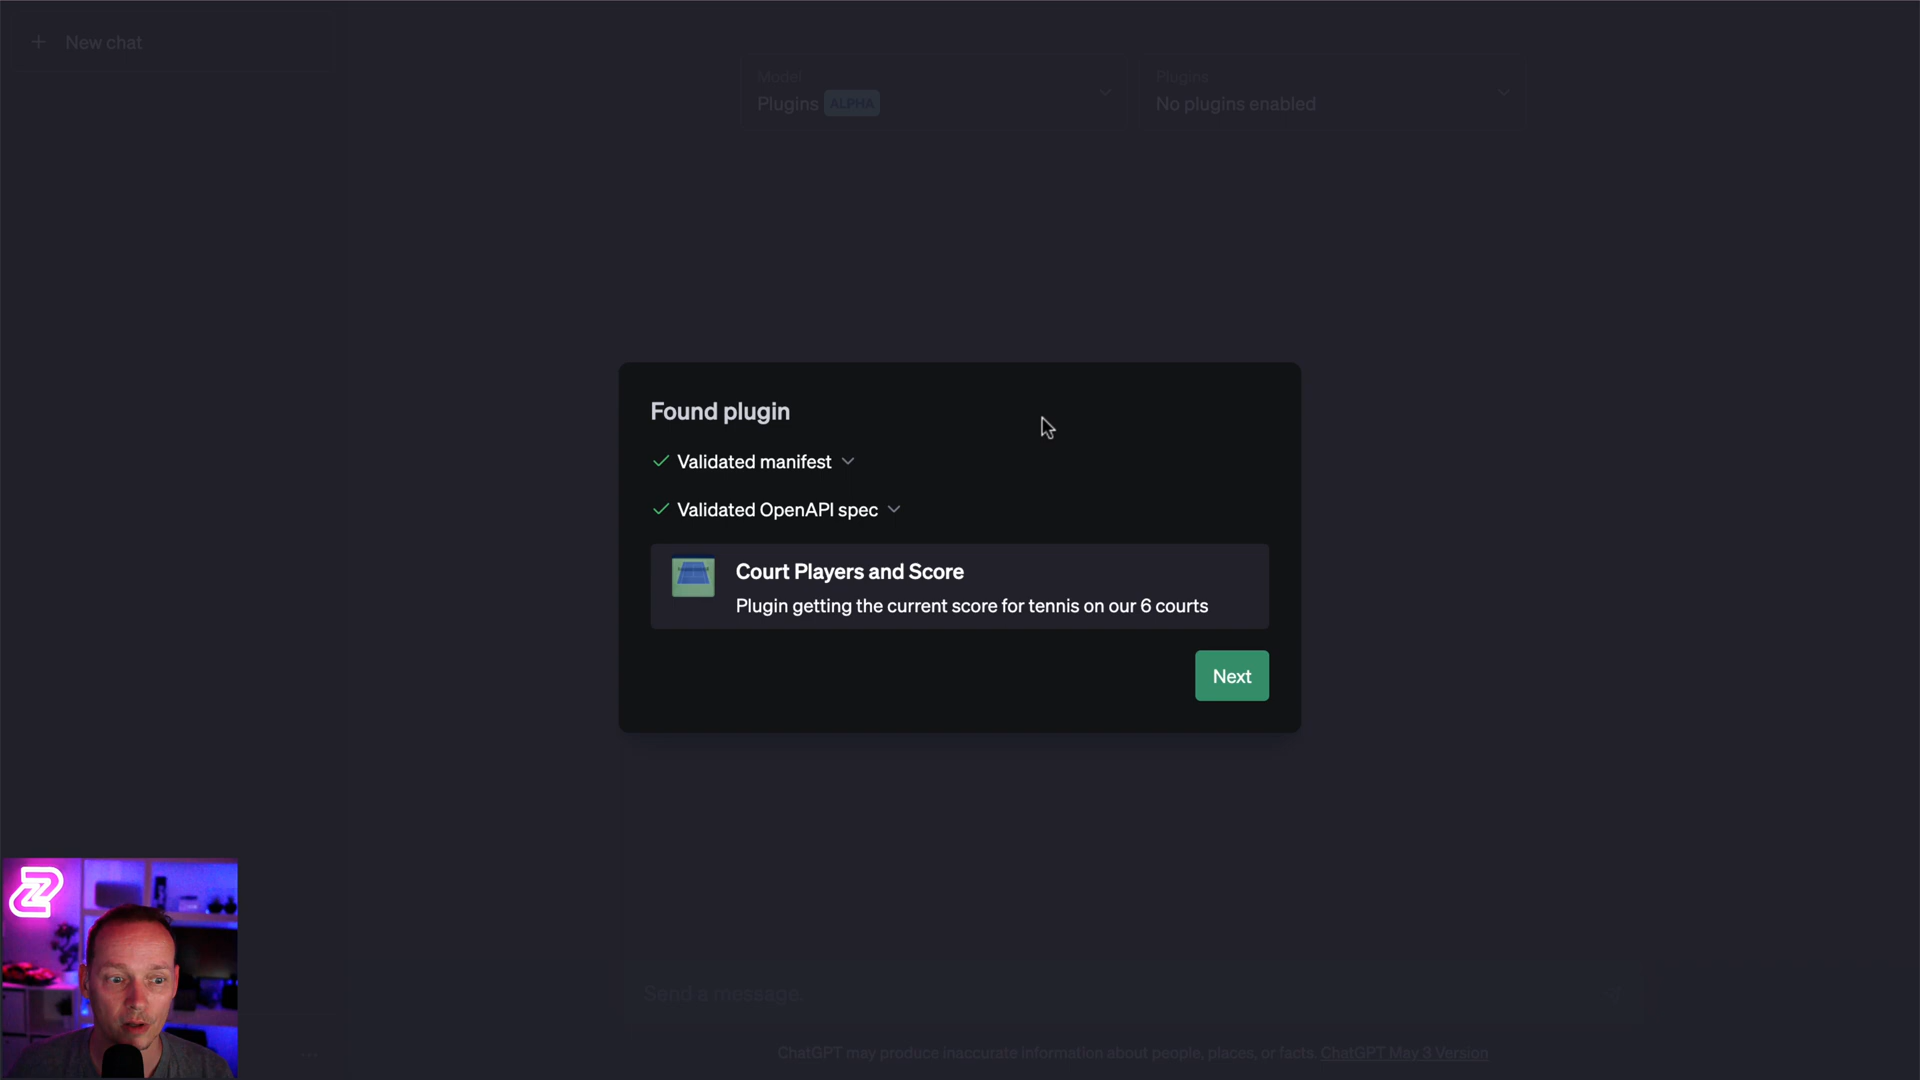 New chat
Model
Plugins ALPHA
Plugins
No plugins enabled
Found plugin
Validated manifest
Validated OpenAPI spec
Court Players and Score
Plugin getting the current score for tennis on our 6 courts
Next
Send a message.
ChatGPT may produce inaccurate information about people, places, or facts. ChatGPT May 3 Version